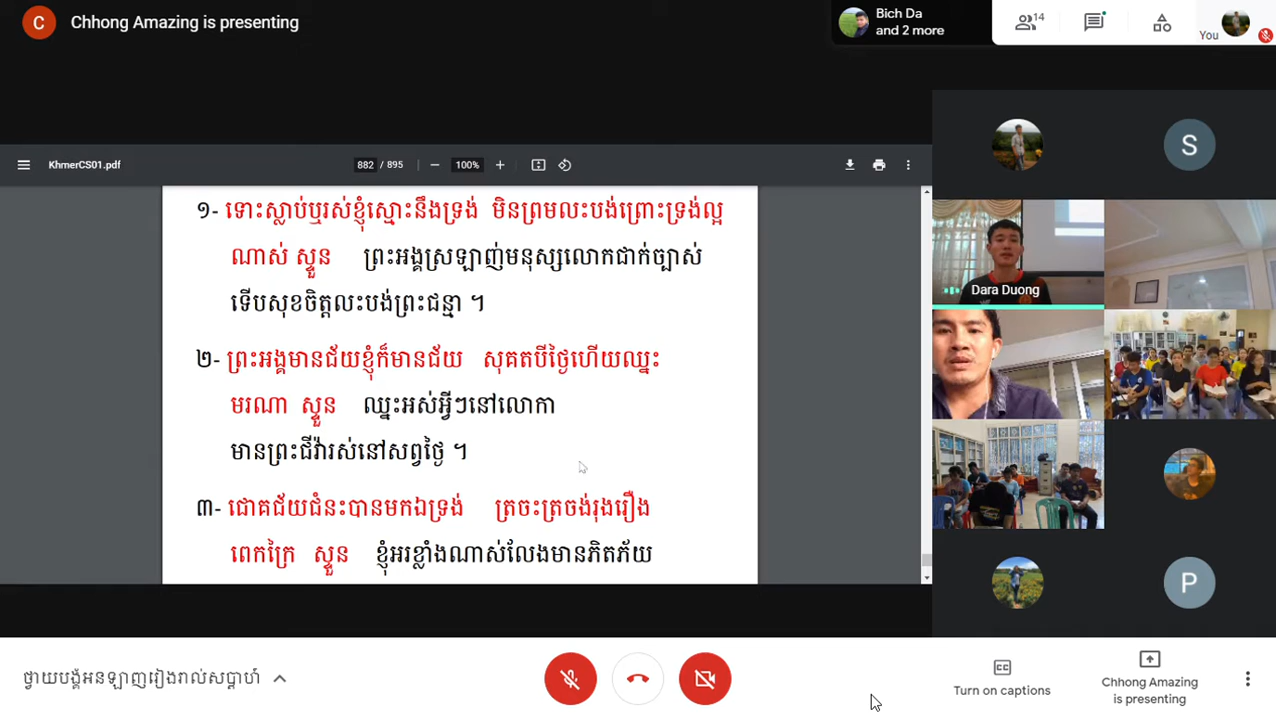 C Chhong Amazing is presenting
Bich Da
and 2 more
14
You
KhmerCS01.pdf 882 / 895 100%
S
១- ទោះស្លាប់ឬរស់ខ្ញុំស្មោះនឹងទ្រង់ មិនព្រមលះបង់ព្រោះទ្រង់ល្អ
ណាស់ ស្ទួន ព្រះអង្គស្រឡាញ់មនុស្សលោកជាក់ច្បាស់
ទើបសុខចិត្តលះបង់ព្រះជន្មា ។
Dara Duong
២- ព្រះអង្គមានជ័យខ្ញុំក៏មានជ័យ សុគតបីថ្ងៃហើយឈ្នះ
មរណា ស្ទួន ឈ្នះអស់អ្វីៗនៅលោកា
មានព្រះជីវ៉ារស់នៅសព្វថ្ងៃ ។
៣- ជោគជ័យជំនះបានមកឯទ្រង់ ត្រចះត្រចង់រុងរឿង
ពេកក្រៃ ស្ទួន ខ្ញុំអរខ្លាំងណាស់លែងមានភិតភ័យ
P
ថ្វាយបង្គំអនឡាញរៀងរាល់សប្ដាហ៍
CC
Turn on captions
Chhong Amazing
is presenting